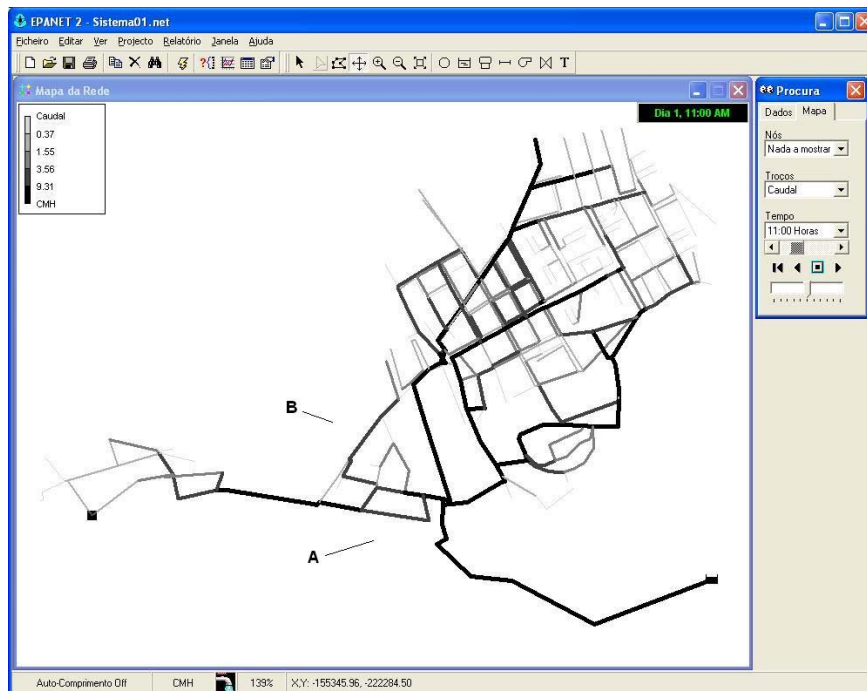 EPANET 2 - Sistema01.net
Ficheiro Editar Ver Projecto Relatório Janela Ajuda
T
Mapa da Rede
Caudal
0.37
1.55
3.56
9.31
CMH
Dia 1, 11:00 AM
B
A
Procura
Dados Mapa
Nós
Nada a mostrar
Troços
Caudal
Tempo
11:00 Horas
Auto-Comprimento Off CMH 139% X,Y: -155345.96, -222284.50